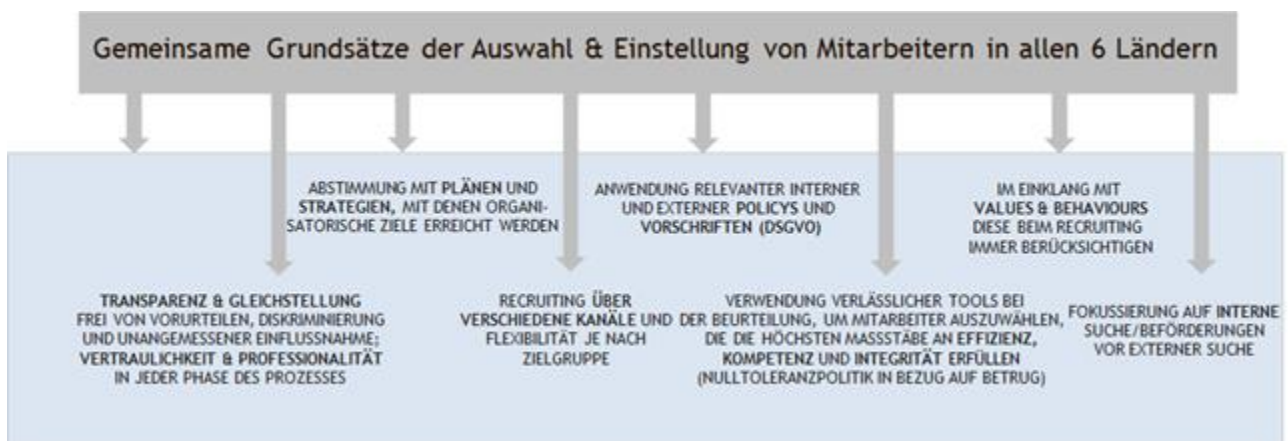 Gemeinsame Grundsätze der Auswahl & Einstellung von Mitarbeitern in allen 6 Ländern
ABSTIMMUNG MIT PLÄNEN UND
STRATEGIEN, MIT DENEN ORGANI-
SATORISCHE ZIELE ERREICHT WERDEN
ANWENDUNG RELEVANTER INTERNER
UND EXTERNER POLICYS UND
VORSCHRIFTEN (DSGVO)
IM EINKLANG MIT
VALUES & BEHAVIOURS
DIESE BEIM RECRUITING
IMMER BERÜCKSICHTIGEN
TRANSPARENZ & GLEICHSTELLUNG
FREI VON VORURTEILEN, DISKRIMINIERUNG
UND UNANGEMESSENER EINFLUSSNAHME;
VERTRAULICHKEIT & PROFESSIONALITÄT
IN JEDER PHASE DES PROZESSES
RECRUITING ÜBER
VERSCHIEDENE KANÄLE UND
FLEXIBILITÄT JE NACH
ZIELGRUPPE
VERWENDUNG VERLÄSSLICHER TOOLS BEI
DER BEURTEILUNG, UM MITARBEITER AUSZUWÄHLEN,
DIE DIE HÖCHSTEN MASSSTÄBE AN EFFIZIENZ,
KOMPETENZ UND INTEGRITÄT ERFÜLLEN
(NULLTOLERANZPOLITIK IN BEZUG AUF BETRUG)
FOKUSSIERUNG AUF INTERNE
SUCHE/BEFÖRDERUNGEN
VOR EXTERNER SUCHE